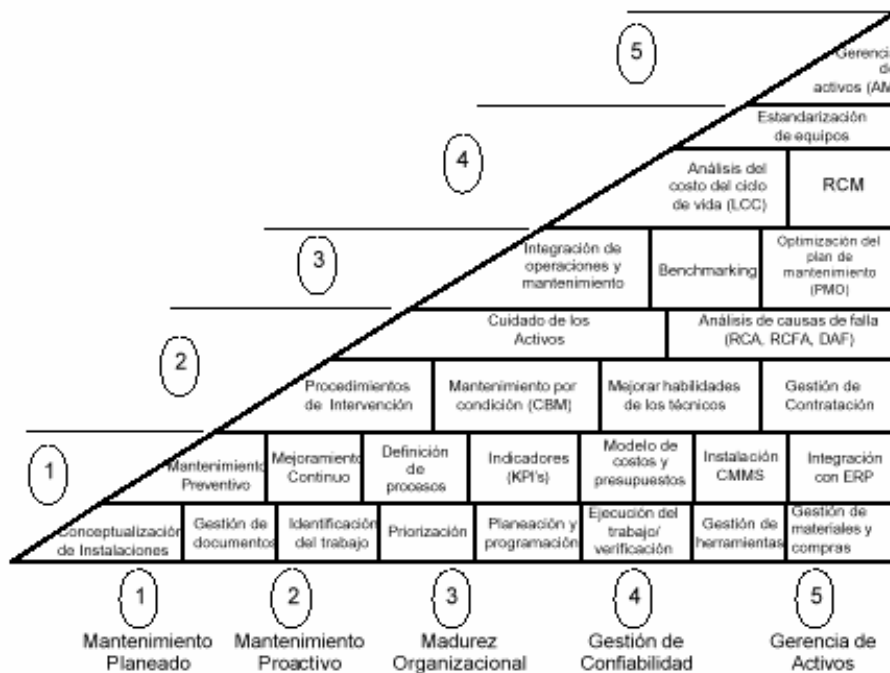 5
Gerencia
de
activos (AM
Estandarización
de equipos
4
Análisis del
costo del ciclo
de vida (LCC)
RCM
3
Integración de
operaciones y
mantenimiento
Benchmarking
Optimización del
plan de
mantenimiento
(PMO)
2
Cuidado de los
Activos
Análisis de causas de falla
(RCA, RCFA, DAF)
Procedimientos
de Intervención
Mantenimiento por
condición (CBM)
Mejorar habilidades
de los técnicos
Gestión de
Contratación
1
Mantenimiento
Preventivo
Mejoramiento
Continuo
Definición
de
procesos
Indicadores
(KPI's)
Modelo de
costos y
presupuestos
Instalación
CMMS
Integración
con ERP
Conceptualización
de Instalaciones
Gestión de
documentos
Identificación
del trabajo
Priorización
Planeación y
programación
Ejecución del
trabajo/
verificación
Gestión de
herramientas
Gestión de
materiales y
compras
1
Mantenimiento
Planeado
2
Mantenimiento
Proactivo
3
Madurez
Organizacional
4
Gestión de
Confiabilidad
5
Gerencia de
Activos